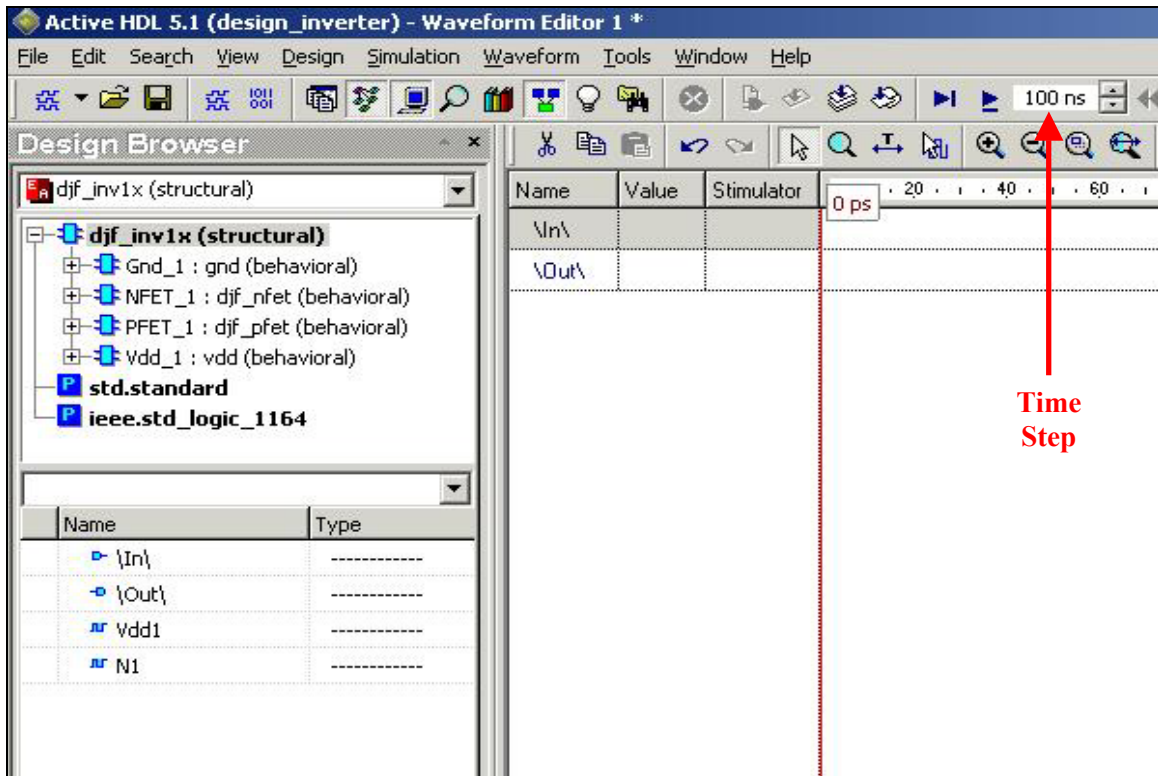 Active HDL 5.1 (design_inverter) - Waveform Editor 1 *
File Edit Search View Design Simulation Waveform Tools Window Help
100 ns
Design Browser
djf_inv1x (structural)
djf_inv1x (structural)
Gnd_1 : gnd (behavioral)
NFET_1 : djf_nfet (behavioral)
PFET_1 : djf_pfet (behavioral)
Vdd_1 : vdd (behavioral)
std.standard
ieee.std_logic_1164
Name Type
\In\ ------------
\Out\ ------------
Vdd1 ------------
N1 ------------
Name Value Stimulator 20 40 60
0 ps
\In\
\Out\
Time
Step